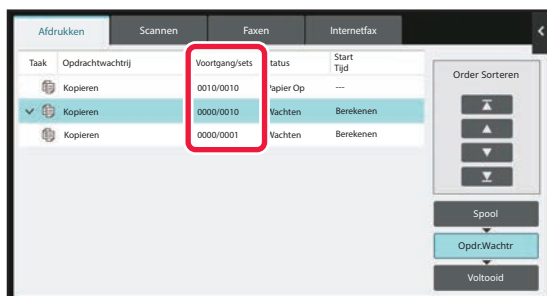 Afdrukken Scannen Faxen Internetfax
Taak Opdrachtwachtrij Voortgang/sets tatus Start Tijd
Order Sorteren
Kopieren 0010/0010 Papier Op ---
Kopieren 0000/0010 Wachten Berekenen
Kopieren 0000/0001 Wachten Berekenen
Spool
Opdr.Wachtr
Voltooid